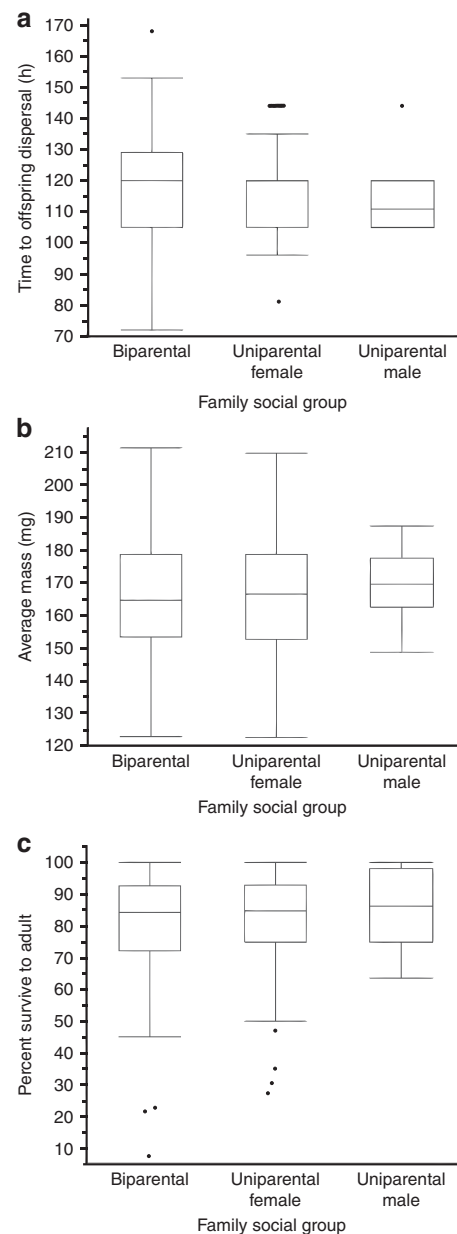 a
170
160
150
140
130
120
110
100
90
80
70
Time to offspring dispersal (h)
Biparental
Uniparental
female
Uniparental
male
Family social group
b
210
200
190
180
170
160
150
140
130
120
Average mass (mg)
Biparental
Uniparental
female
Uniparental
male
Family social group
c
100
90
80
70
60
50
40
30
20
10
Percent survive to adult
Biparental
Uniparental
female
Uniparental
male
Family social group